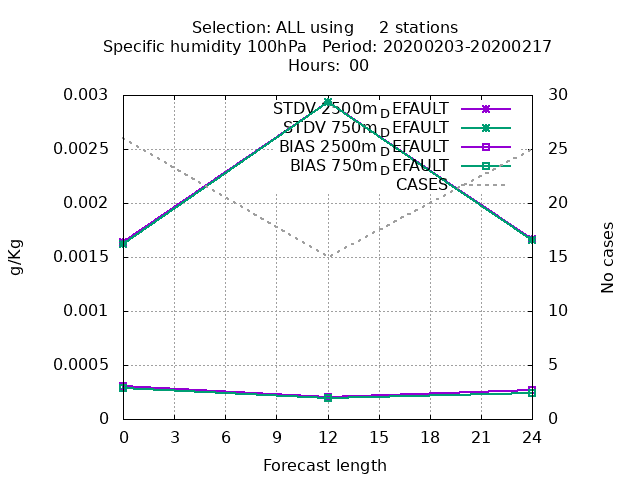 Selection: ALL using     2 stations
Specific humidity 100hPa   Period: 20200203-20200217
Hours: 00
0.003
0.0025
0.002
0.0015
0.001
0.0005
0
30
25
20
15
10
5
0
STDV 2500m_DEFAULT
STDV 750m_DEFAULT
BIAS 2500m_DEFAULT
BIAS 750m_DEFAULT
CASES
g/Kg
No cases
0 3 6 9 12 15 18 21 24
Forecast length